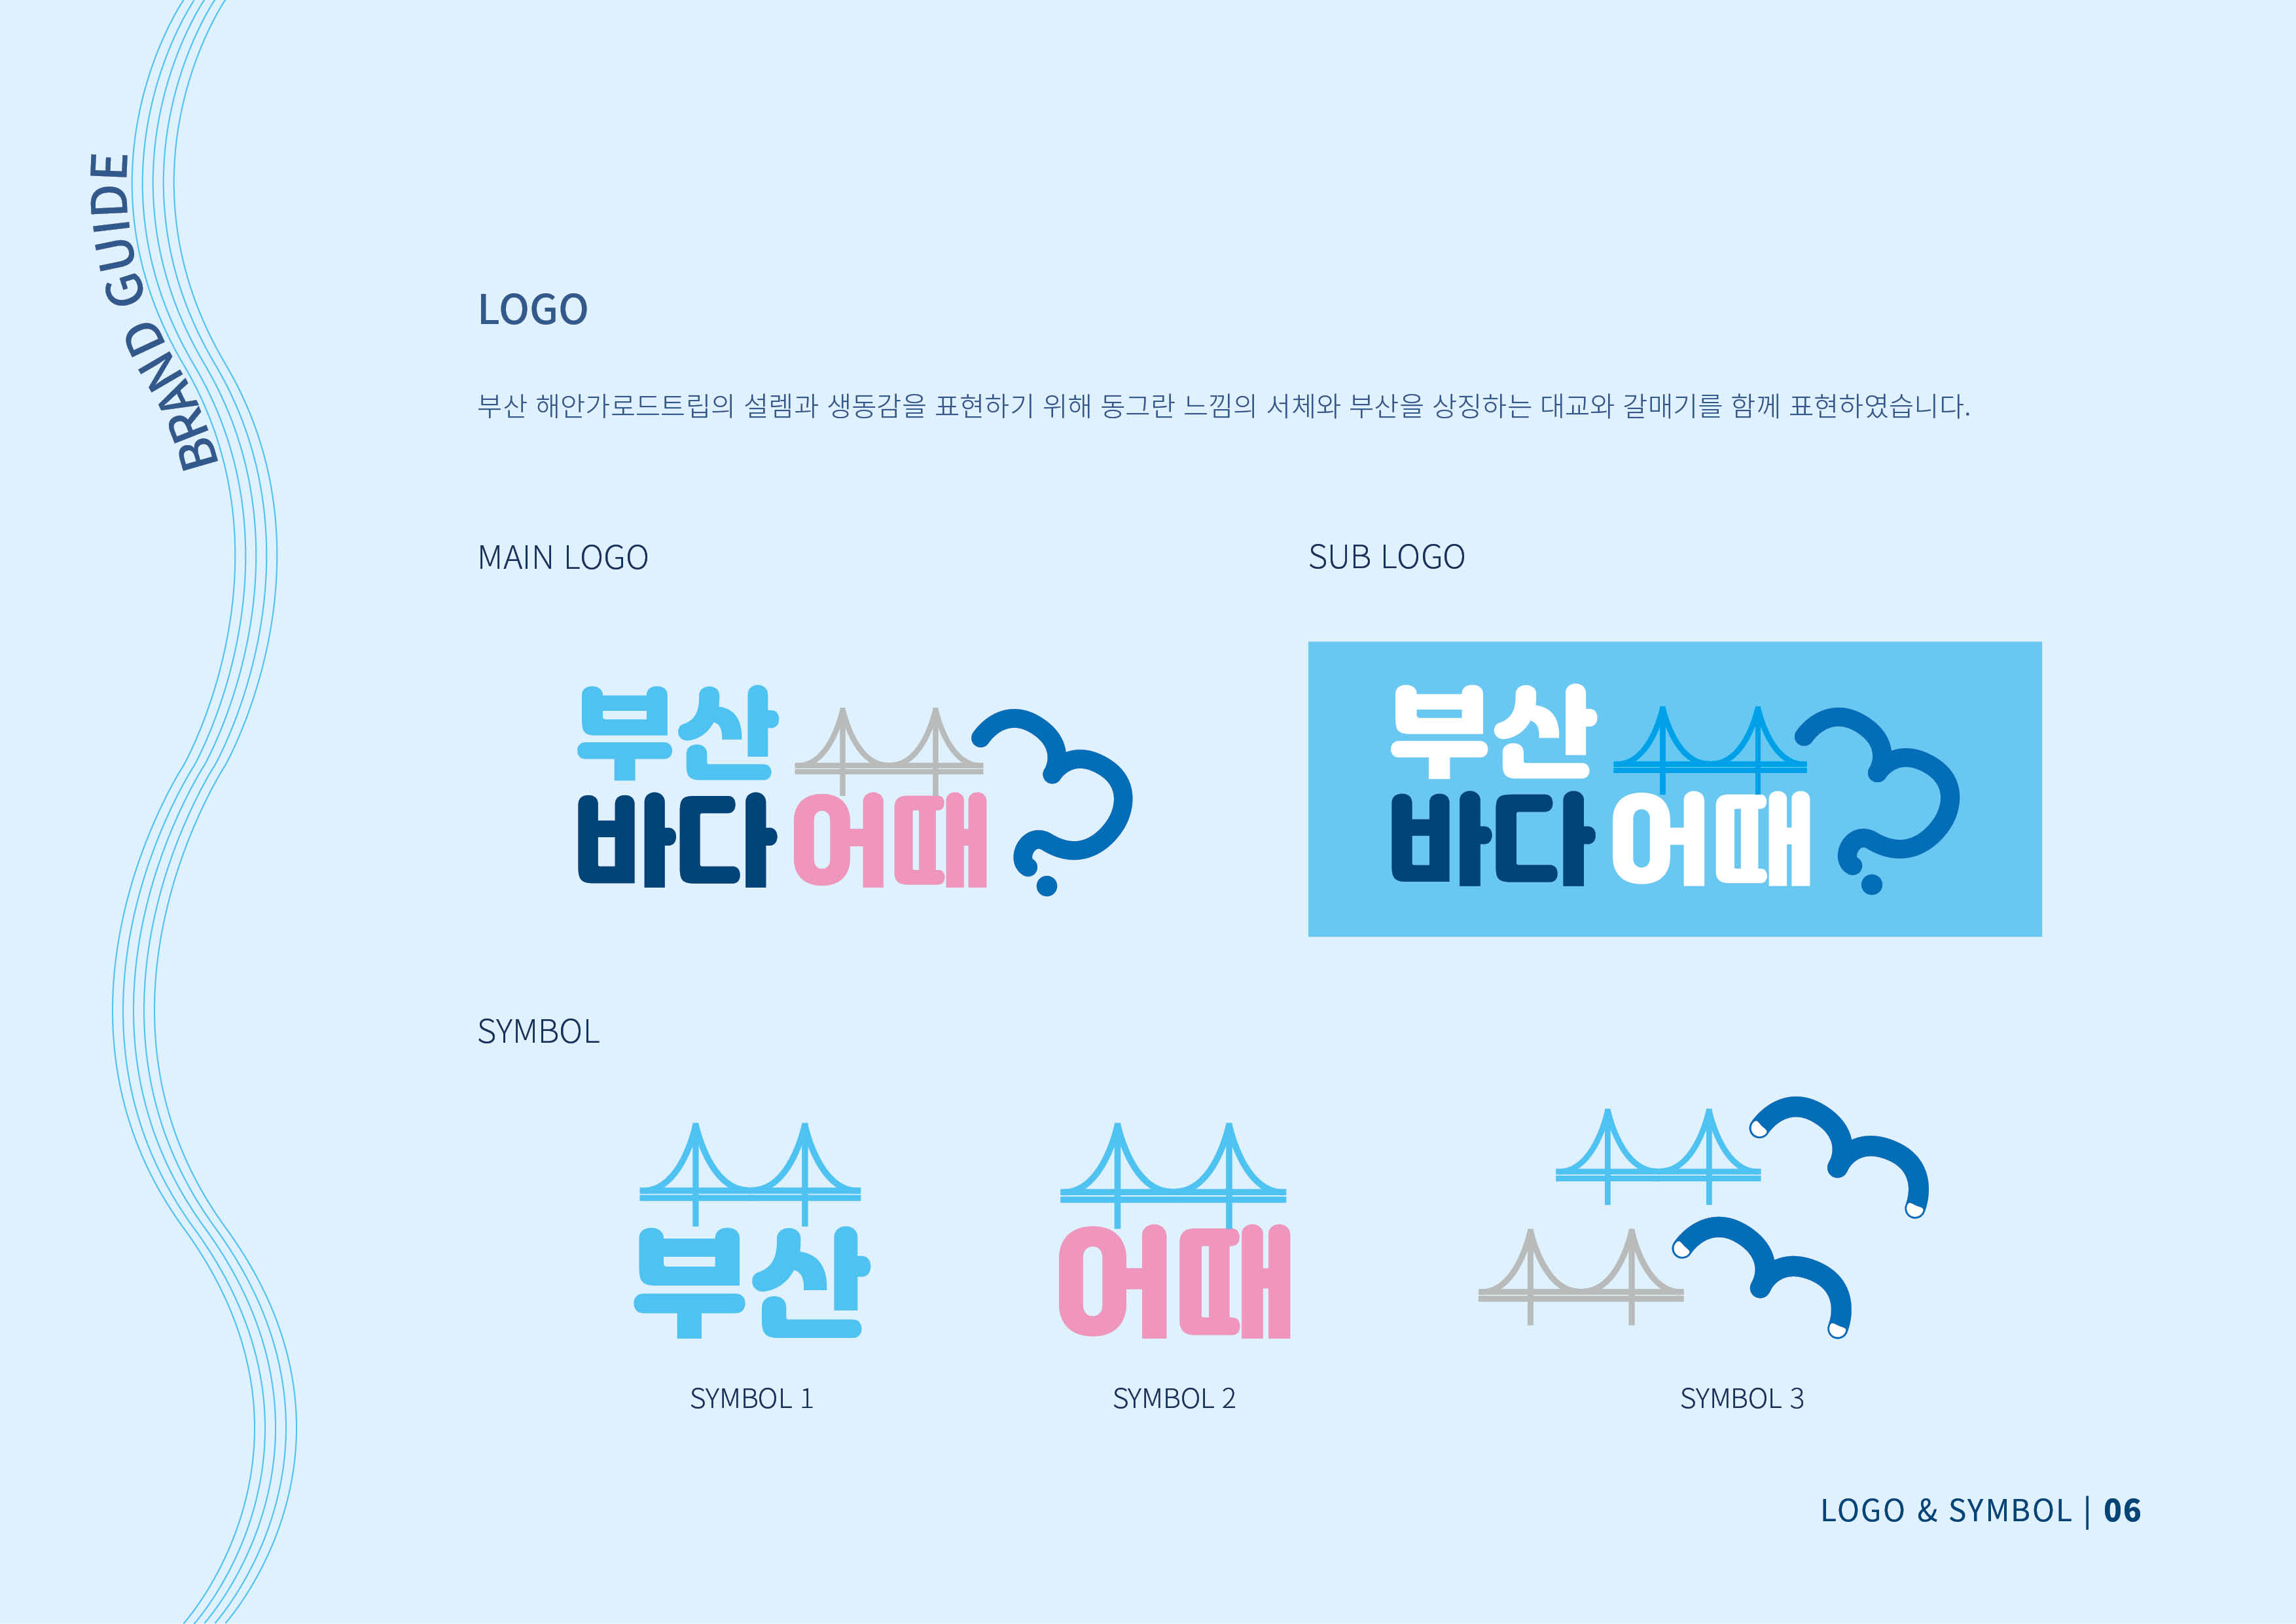 BRAND GUIDE
LOGO
부산 해안가로드트립의 설렘과 생동감을 표현하기 위해 동그란 느낌의 서체와 부산을 상징하는 대교와 갈매기를 함께 표현하였습니다.
MAIN LOGO
부산
바다어때?
SUB LOGO
부산
바다어때?
SYMBOL
부산
SYMBOL 1
어때
SYMBOL 2
SYMBOL 3
LOGO & SYMBOL | 06